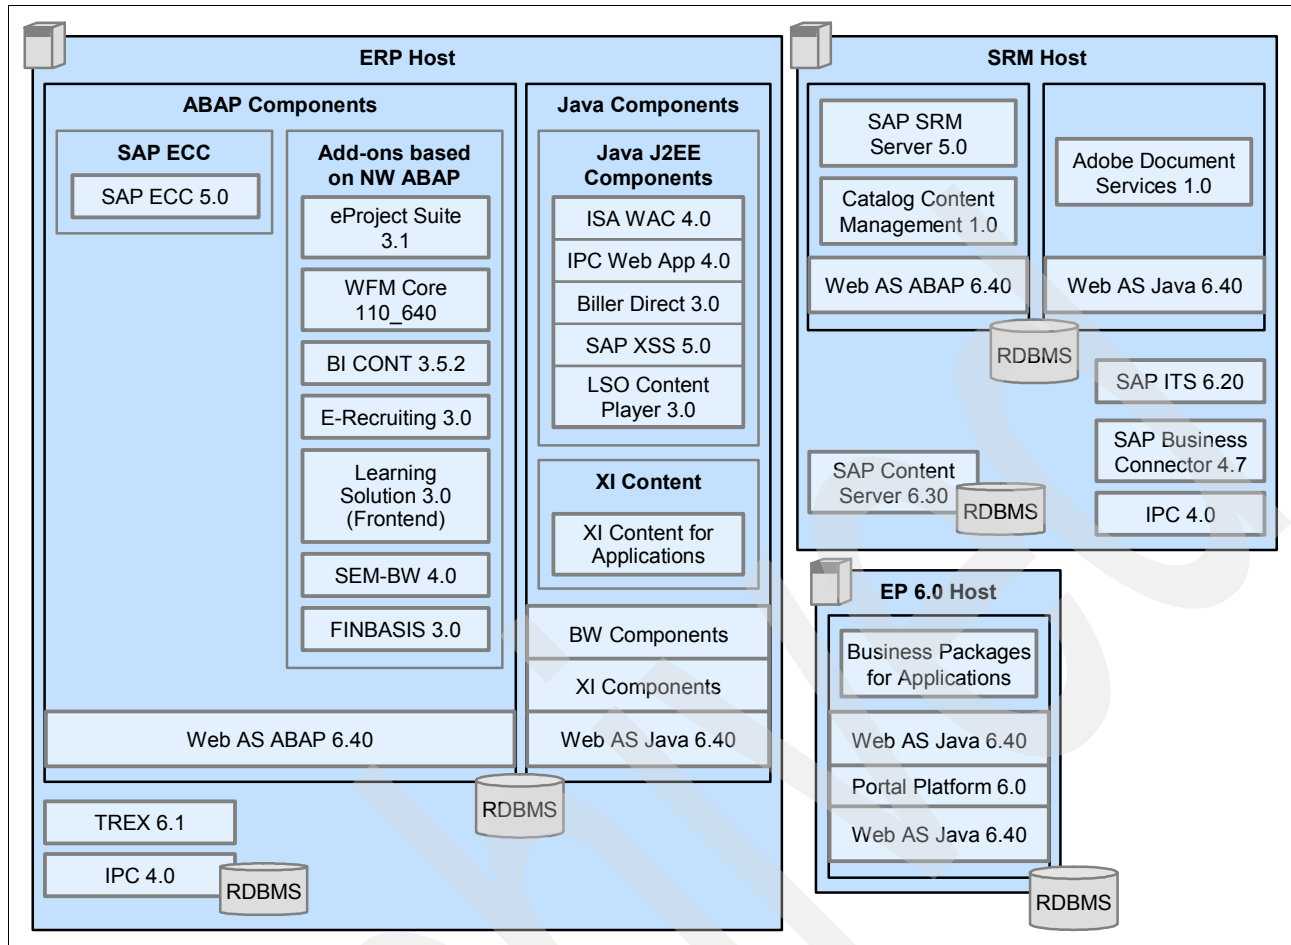 ERP Host
ABAP Components
SAP ECC
SAP ECC 5.0
Add-ons based
on NW ABAP
eProject Suite
3.1
WFM Core
110_640
BI CONT 3.5.2
E-Recruiting 3.0
Learning
Solution 3.0
(Frontend)
SEM-BW 4.0
FINBASIS 3.0
Web AS ABAP 6.40
Java Components
Java J2EE
Components
ISA WAC 4.0
IPC Web App 4.0
Biller Direct 3.0
SAP XSS 5.0
LSO Content
Player 3.0
XI Content
XI Content for
Applications
BW Components
XI Components
Web AS Java 6.40
RDBMS
TREX 6.1
IPC 4.0
RDBMS
SRM Host
SAP SRM
Server 5.0
Catalog Content
Management 1.0
Web AS ABAP 6.40
Adobe Document
Services 1.0
Web AS Java 6.40
RDBMS
SAP ITS 6.20
SAP Business
Connector 4.7
IPC 4.0
SAP Content
Server 6.30
RDBMS
EP 6.0 Host
Business Packages
for Applications
Web AS Java 6.40
Portal Platform 6.0
Web AS Java 6.40
RDBMS